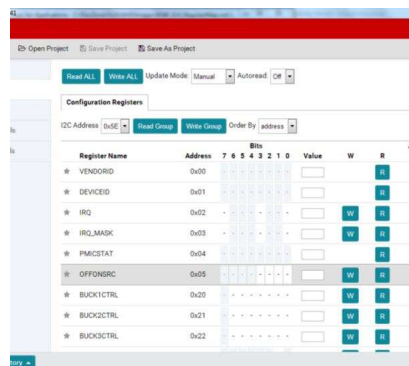 41
Open Project Save Project Save As Project
Read ALL Write ALL Update Mode: Manual Autoread: Off
Configuration Registers
I2C Address 0x5E Read Group Write Group Order By address
Bits
Register Name Address 7 6 5 4 3 2 1 0 Value W R
VENDORID 0x00 - - - - - - - - R
DEVICEID 0x01 - - - - - - - - R
IRQ 0x02 - - - - - - - - W R
IRQ_MASK 0x03 - - - - - - - - W R
PMICSTAT 0x04 - - - - - - - - R
OFFONSRC 0x05 - - - - - - - - W R
BUCK1CTRL 0x20 - - - - - - - - W R
BUCK2CTRL 0x21 - - - - - - - - W R
BUCK3CTRL 0x22 - - - - - - - - W R
tory